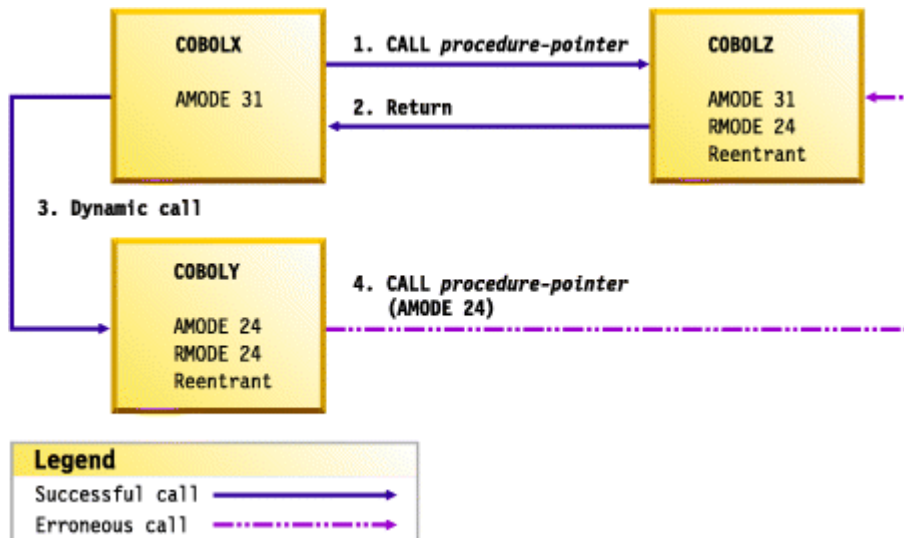 COBOLX
AMODE 31
1. CALL procedure-pointer
2. Return
COBOLZ
AMODE 31
RMODE 24
Reentrant
3. Dynamic call
COBOLY
AMODE 24
RMODE 24
Reentrant
4. CALL procedure-pointer
(AMODE 24)
Legend
Successful call
Erroneous call